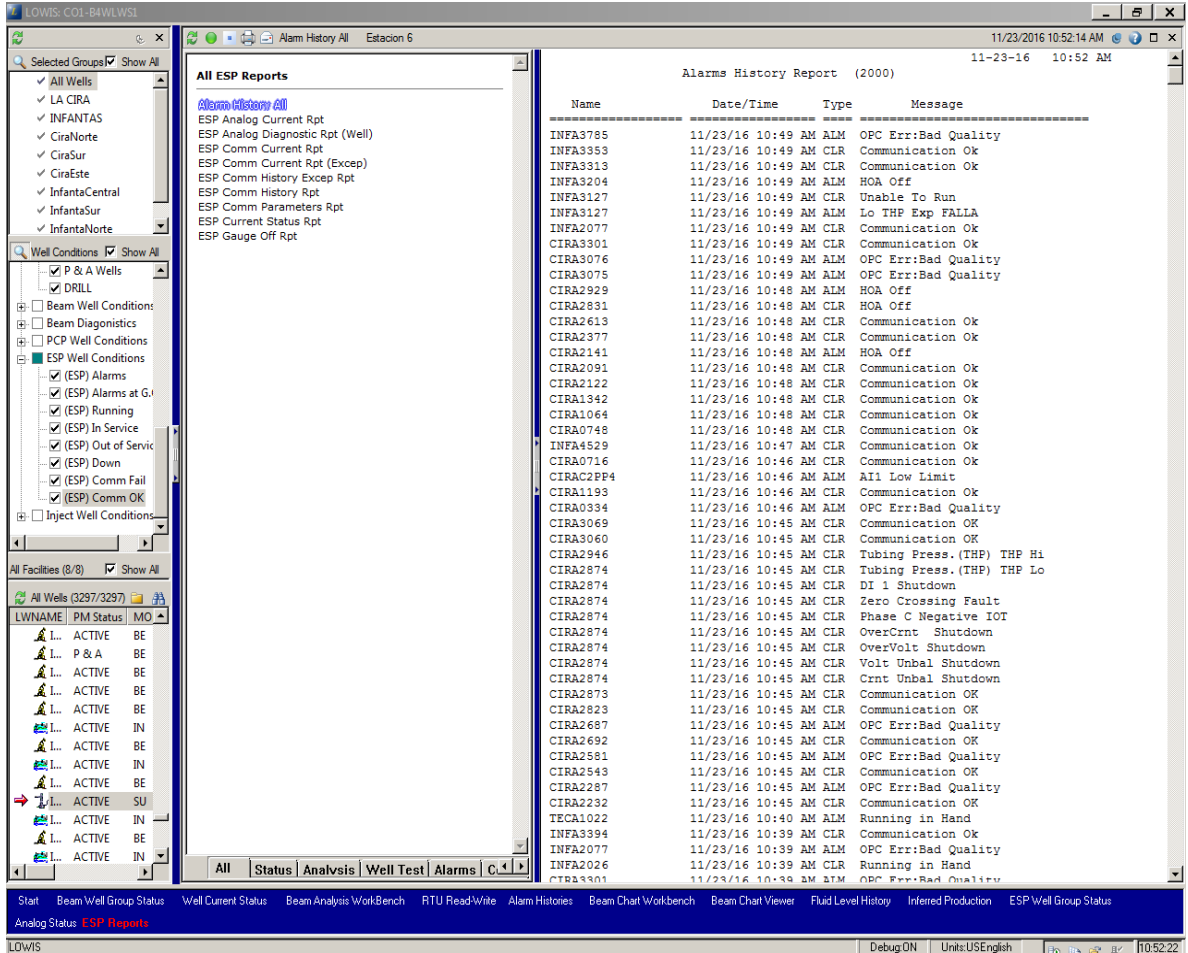 LOWIS: CO1-B4WLWS1
Selected Groups Show All
All Wells
LA CIRA
INFANTAS
CiraNorte
CiraSur
CiraEste
InfantaCentral
InfantaSur
InfantaNorte
Well Conditions Show All
P & A Wells
DRILL
Beam Well Conditions
Beam Diagonistics
PCP Well Conditions
ESP Well Conditions
(ESP) Alarms
(ESP) Alarms at G.
(ESP) Running
(ESP) In Service
(ESP) Out of Servic
(ESP) Down
(ESP) Comm Fail
(ESP) Comm OK
Inject Well Conditions
All Facilities (8/8) Show All
All Wells (3297/3297)
LWNAME PM Status MO
I... ACTIVE BE
I... P & A BE
I... ACTIVE BE
I... ACTIVE BE
I... ACTIVE BE
I... ACTIVE IN
I... ACTIVE BE
I... ACTIVE IN
I... ACTIVE BE
I... ACTIVE SU
I... ACTIVE IN
I... ACTIVE BE
I... ACTIVE IN
Alarm History All Estacion 6 11/23/2016 10:52:14 AM
All ESP Reports
Alarm History All
ESP Analog Current Rpt
ESP Analog Diagnostic Rpt (Well)
ESP Comm Current Rpt
ESP Comm Current Rpt (Excep)
ESP Comm History Excep Rpt
ESP Comm History Rpt
ESP Comm Parameters Rpt
ESP Current Status Rpt
ESP Gauge Off Rpt
All Status Analysis Well Test Alarms C
11-23-16 10:52 AM
Alarms History Report (2000)
Name Date/Time Type Message
================== ================= ==== ===============================
INFA3785 11/23/16 10:49 AM ALM OPC Err:Bad Quality
INFA3353 11/23/16 10:49 AM CLR Communication Ok
INFA3313 11/23/16 10:49 AM CLR Communication Ok
INFA3204 11/23/16 10:49 AM ALM HOA Off
INFA3127 11/23/16 10:49 AM CLR Unable To Run
INFA3127 11/23/16 10:49 AM ALM Lo THP Exp FALLA
INFA2077 11/23/16 10:49 AM CLR Communication Ok
CIRA3301 11/23/16 10:49 AM CLR Communication Ok
CIRA3076 11/23/16 10:49 AM ALM OPC Err:Bad Quality
CIRA3075 11/23/16 10:49 AM ALM OPC Err:Bad Quality
CIRA2929 11/23/16 10:48 AM ALM HOA Off
CIRA2831 11/23/16 10:48 AM CLR HOA Off
CIRA2613 11/23/16 10:48 AM CLR Communication Ok
CIRA2377 11/23/16 10:48 AM CLR Communication Ok
CIRA2141 11/23/16 10:48 AM ALM HOA Off
CIRA2091 11/23/16 10:48 AM CLR Communication Ok
CIRA2122 11/23/16 10:48 AM CLR Communication Ok
CIRA1342 11/23/16 10:48 AM CLR Communication Ok
CIRA1064 11/23/16 10:48 AM CLR Communication Ok
CIRA0748 11/23/16 10:48 AM CLR Communication Ok
INFA4529 11/23/16 10:47 AM CLR Communication Ok
CIRA0716 11/23/16 10:46 AM CLR Communication Ok
CIRAC2PP4 11/23/16 10:46 AM ALM AI1 Low Limit
CIRA1193 11/23/16 10:46 AM CLR Communication Ok
CIRA0334 11/23/16 10:46 AM ALM OPC Err:Bad Quality
CIRA3069 11/23/16 10:45 AM CLR Communication OK
CIRA3060 11/23/16 10:45 AM CLR Communication OK
CIRA2946 11/23/16 10:45 AM CLR Tubing Press.(THP) THP Hi
CIRA2874 11/23/16 10:45 AM CLR Tubing Press.(THP) THP Lo
CIRA2874 11/23/16 10:45 AM CLR DI 1 Shutdown
CIRA2874 11/23/16 10:45 AM CLR Zero Crossing Fault
CIRA2874 11/23/16 10:45 AM CLR Phase C Negative IOT
CIRA2874 11/23/16 10:45 AM CLR OverCrnt Shutdown
CIRA2874 11/23/16 10:45 AM CLR OverVolt Shutdown
CIRA2874 11/23/16 10:45 AM CLR Volt Unbal Shutdown
CIRA2874 11/23/16 10:45 AM CLR Crnt Unbal Shutdown
CIRA2873 11/23/16 10:45 AM CLR Communication OK
CIRA2823 11/23/16 10:45 AM CLR Communication OK
CIRA2687 11/23/16 10:45 AM ALM OPC Err:Bad Quality
CIRA2692 11/23/16 10:45 AM CLR Communication OK
CIRA2581 11/23/16 10:45 AM ALM OPC Err:Bad Quality
CIRA2543 11/23/16 10:45 AM CLR Communication OK
CIRA2287 11/23/16 10:45 AM ALM OPC Err:Bad Quality
CIRA2232 11/23/16 10:45 AM CLR Communication OK
TECA1022 11/23/16 10:40 AM ALM Running in Hand
INFA3394 11/23/16 10:39 AM CLR Communication Ok
INFA2077 11/23/16 10:39 AM ALM OPC Err:Bad Quality
INFA2026 11/23/16 10:39 AM CLR Running in Hand
CIRA3301 11/23/16 10:39 AM ALM OPC Err:Bad Quality
Start Beam Well Group Status Well Current Status Beam Analysis WorkBench RTU Read-Write Alarm Histories Beam Chart Workbench Beam Chart Viewer Fluid Level History Inferred Production ESP Well Group Status
Analog Status ESP Reports
LOWIS Debug:ON Units:USEnglish 10:52:22